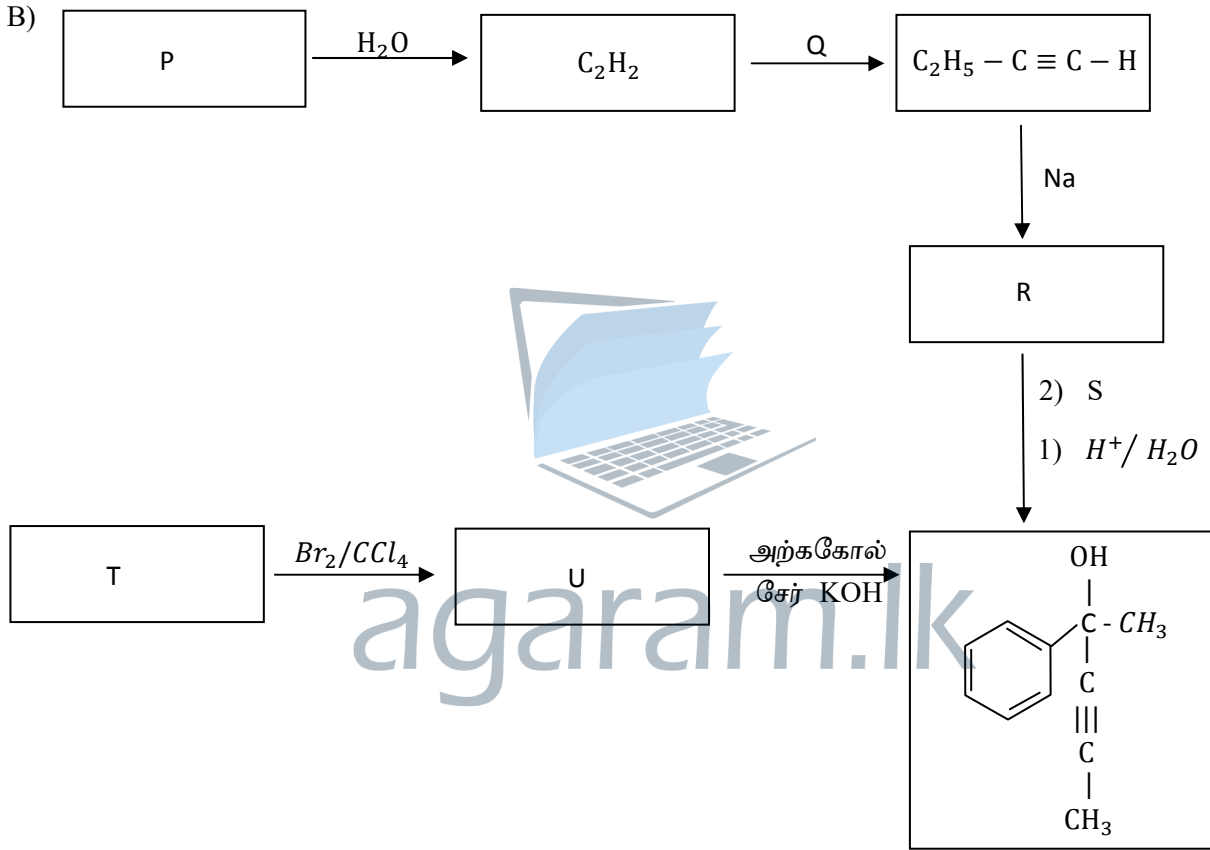 B)
P
H₂O
C₂H₂
Q
C₂H₅ − C ≡ C − H
Na
R
2) S
1) H⁺/ H₂O
T
Br₂/CCl₄
U
அற்ககோல்
சேர் KOH
OH
C - CH₃
C
|||
C
CH₃
agaram.lk